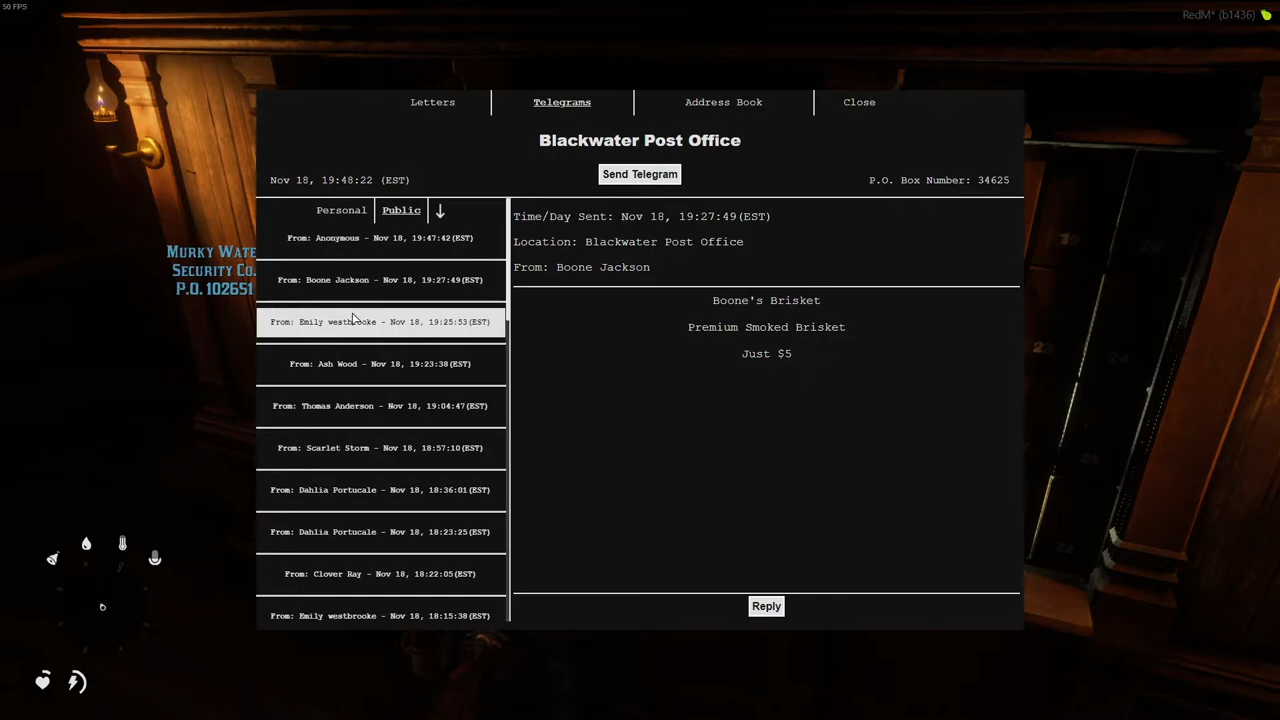 50 FPS
RedM* (b1436)
Letters
Telegrams
Address Book
Close
Blackwater Post Office
Send Telegram
Nov 18, 19:48:22 (EST)
P.O. Box Number: 34625
Personal
Public
From: Anonymous - Nov 18, 19:47:42(EST)
From: Boone Jackson - Nov 18, 19:27:49(EST)
From: Emily westbrooke - Nov 18, 19:25:53(EST)
From: Ash Wood - Nov 18, 19:23:38(EST)
From: Thomas Anderson - Nov 18, 19:04:47(EST)
From: Scarlet Storm - Nov 18, 18:57:10(EST)
From: Dahlia Portucale - Nov 18, 18:36:01(EST)
From: Dahlia Portucale - Nov 18, 18:23:25(EST)
From: Clover Ray - Nov 18, 18:22:05(EST)
From: Emily westbrooke - Nov 18, 18:15:38(EST)
Time/Day Sent: Nov 18, 19:27:49(EST)
Location: Blackwater Post Office
From: Boone Jackson
Boone's Brisket
Premium Smoked Brisket
Just $5
Reply
MURKY WATE
SECURITY CO.
P.O. 102651
19
23
24
25
22